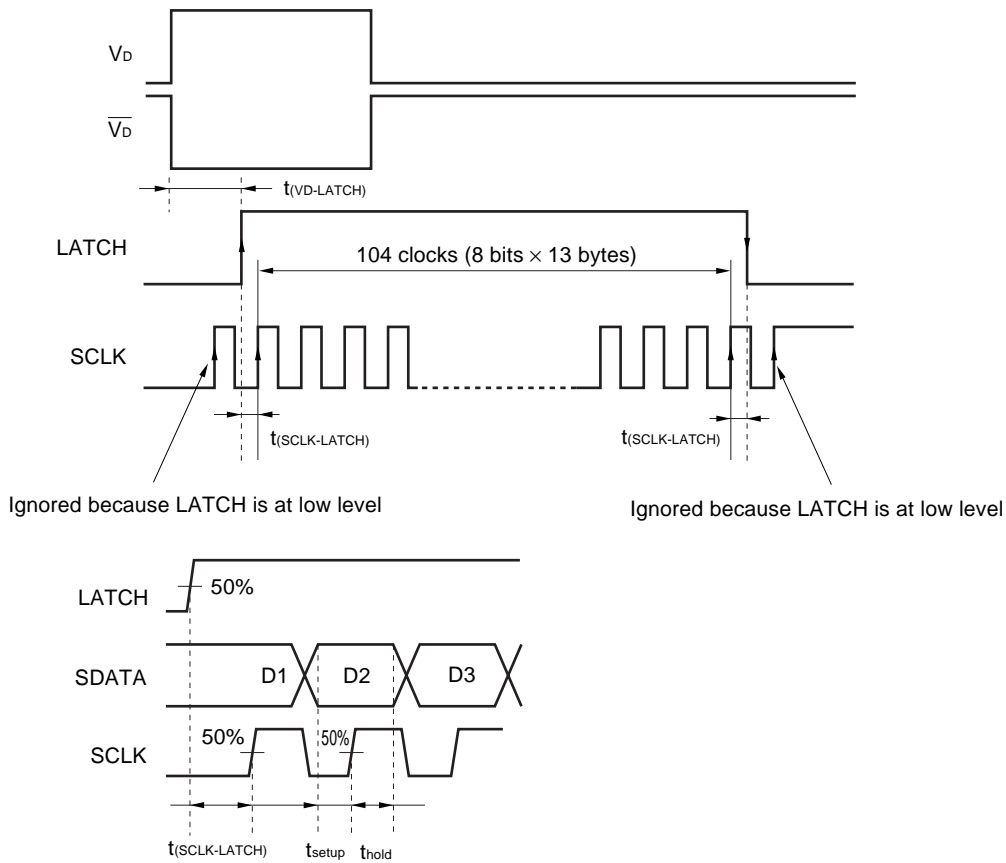 VD
VD
t(VD-LATCH)
LATCH
104 clocks (8 bits × 13 bytes)
SCLK
t(SCLK-LATCH)
t(SCLK-LATCH)
Ignored because LATCH is at low level
Ignored because LATCH is at low level
LATCH
50%
SDATA
D1
D2
D3
SCLK
50%
50%
t(SCLK-LATCH)
tsetup
thold